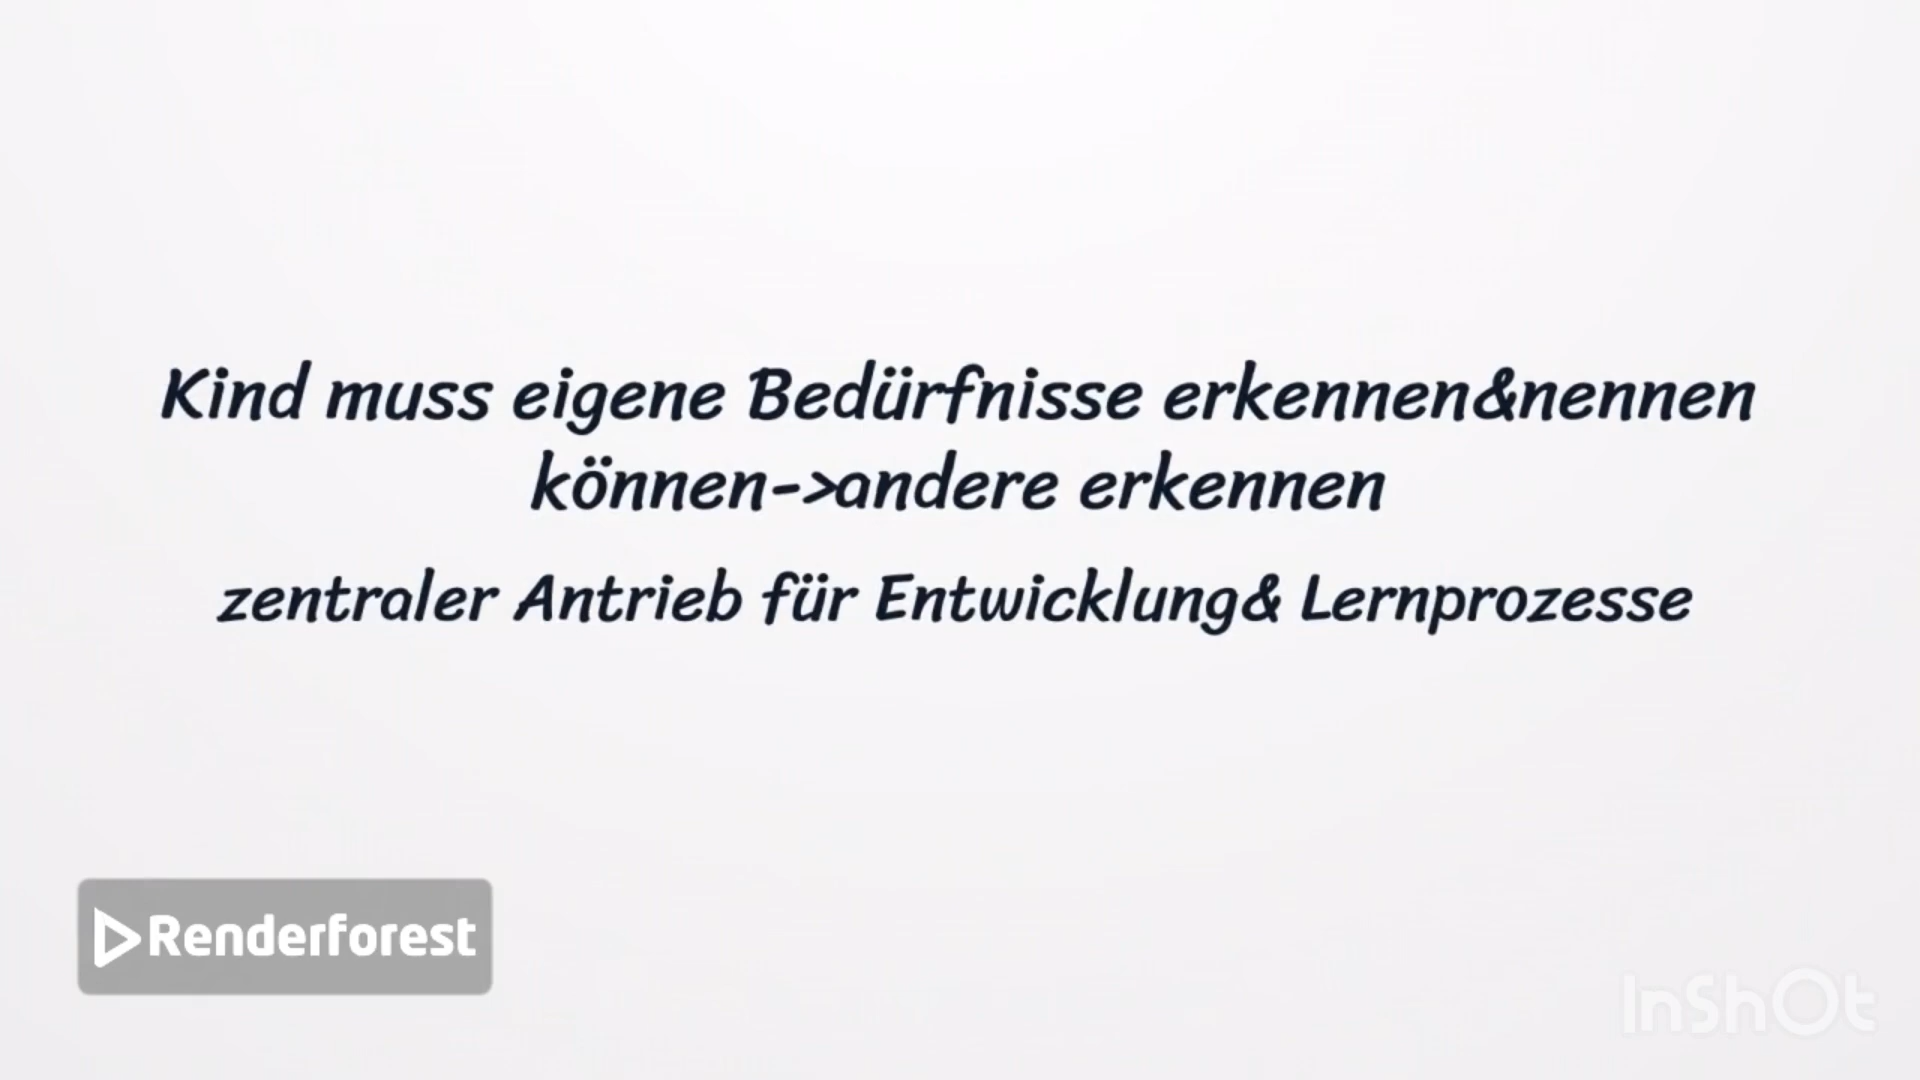 Kind muss eigene Bedürfnisse erkennen&nennen
können->andere erkennen
zentraler Antrieb für Entwicklung& Lernprozesse
Renderforest
InShOt